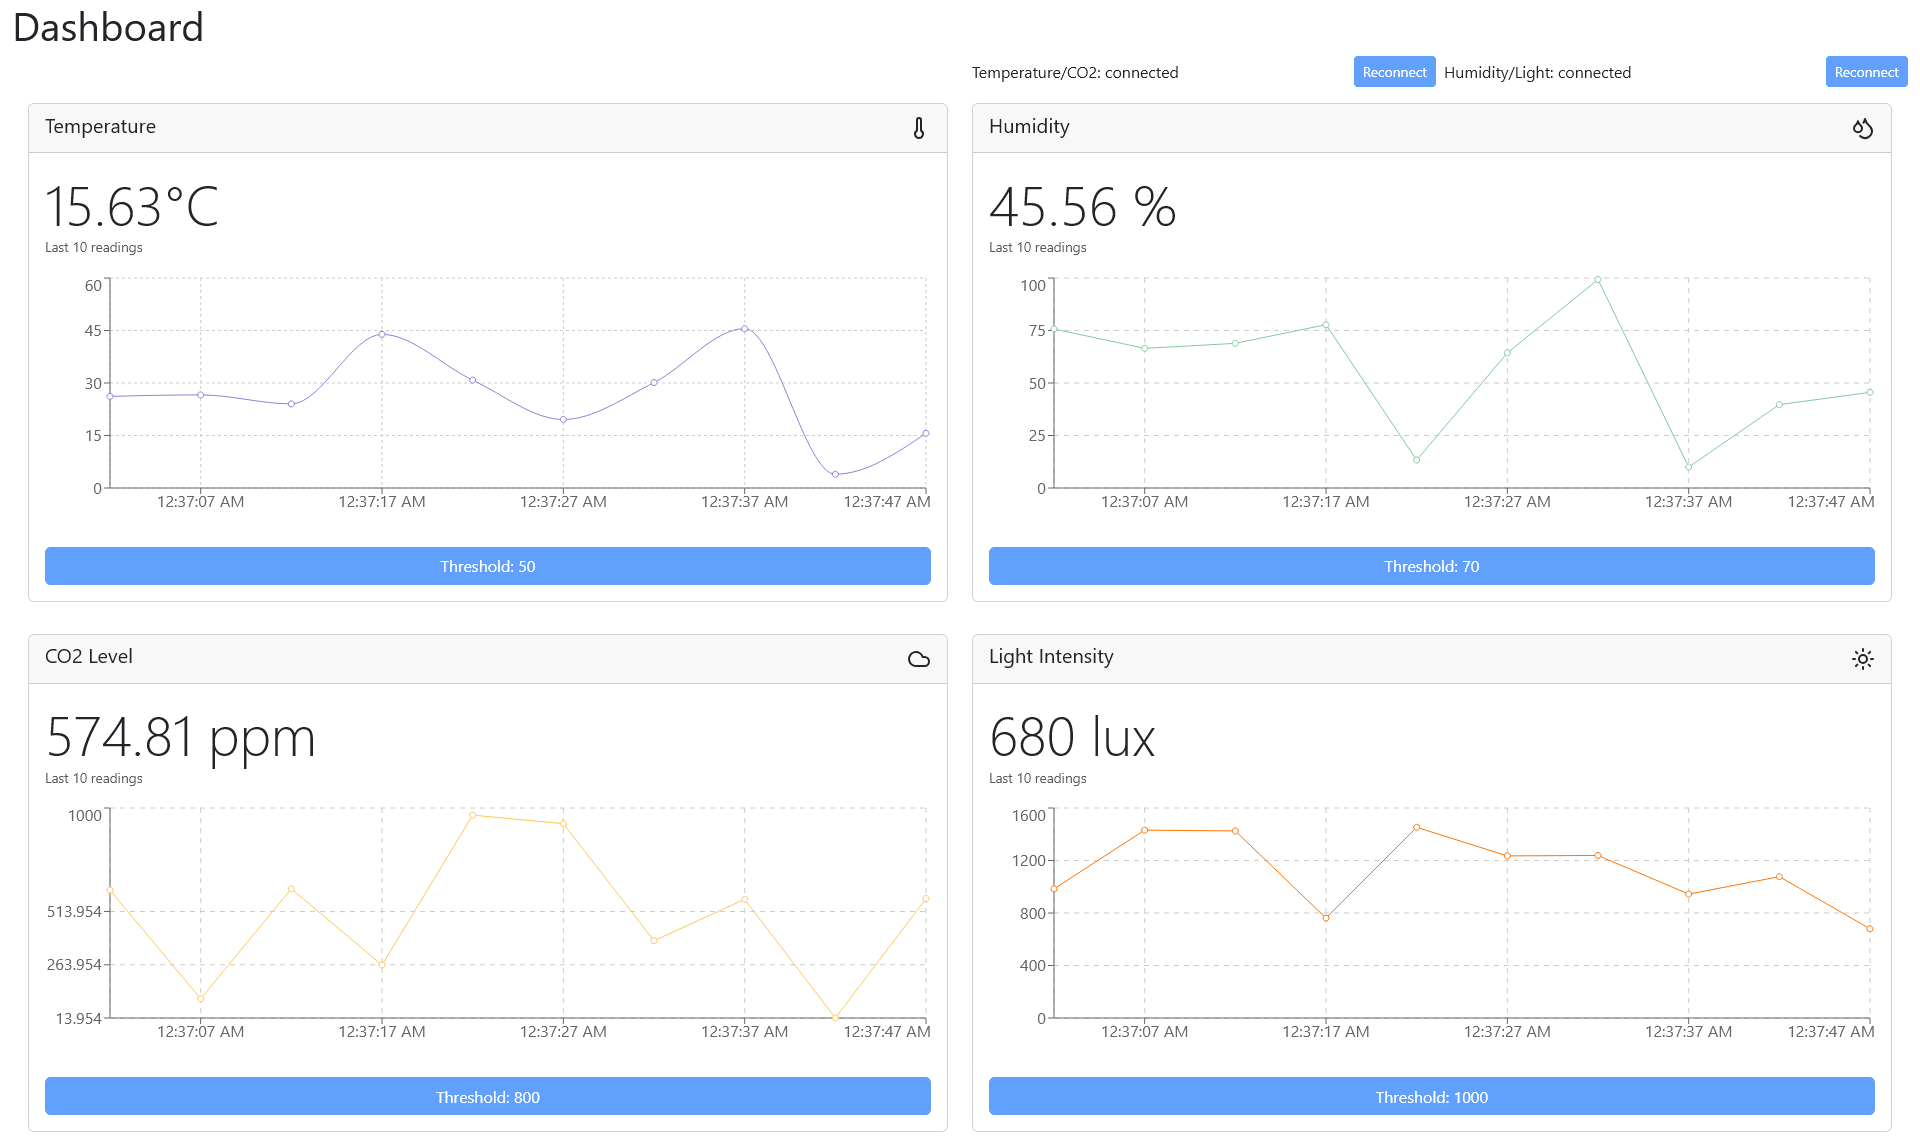 Dashboard
Temperature/CO2: connected
Reconnect
Humidity/Light: connected
Reconnect
Temperature
15.63°C
Last 10 readings
60
45
30
15
0
12:37:07 AM
12:37:17 AM
12:37:27 AM
12:37:37 AM
12:37:47 AM
Threshold: 50
Humidity
45.56 %
Last 10 readings
100
75
50
25
0
12:37:07 AM
12:37:17 AM
12:37:27 AM
12:37:37 AM
12:37:47 AM
Threshold: 70
CO2 Level
574.81 ppm
Last 10 readings
1000
513.954
263.954
13.954
12:37:07 AM
12:37:17 AM
12:37:27 AM
12:37:37 AM
12:37:47 AM
Threshold: 800
Light Intensity
680 lux
Last 10 readings
1600
1200
800
400
0
12:37:07 AM
12:37:17 AM
12:37:27 AM
12:37:37 AM
12:37:47 AM
Threshold: 1000